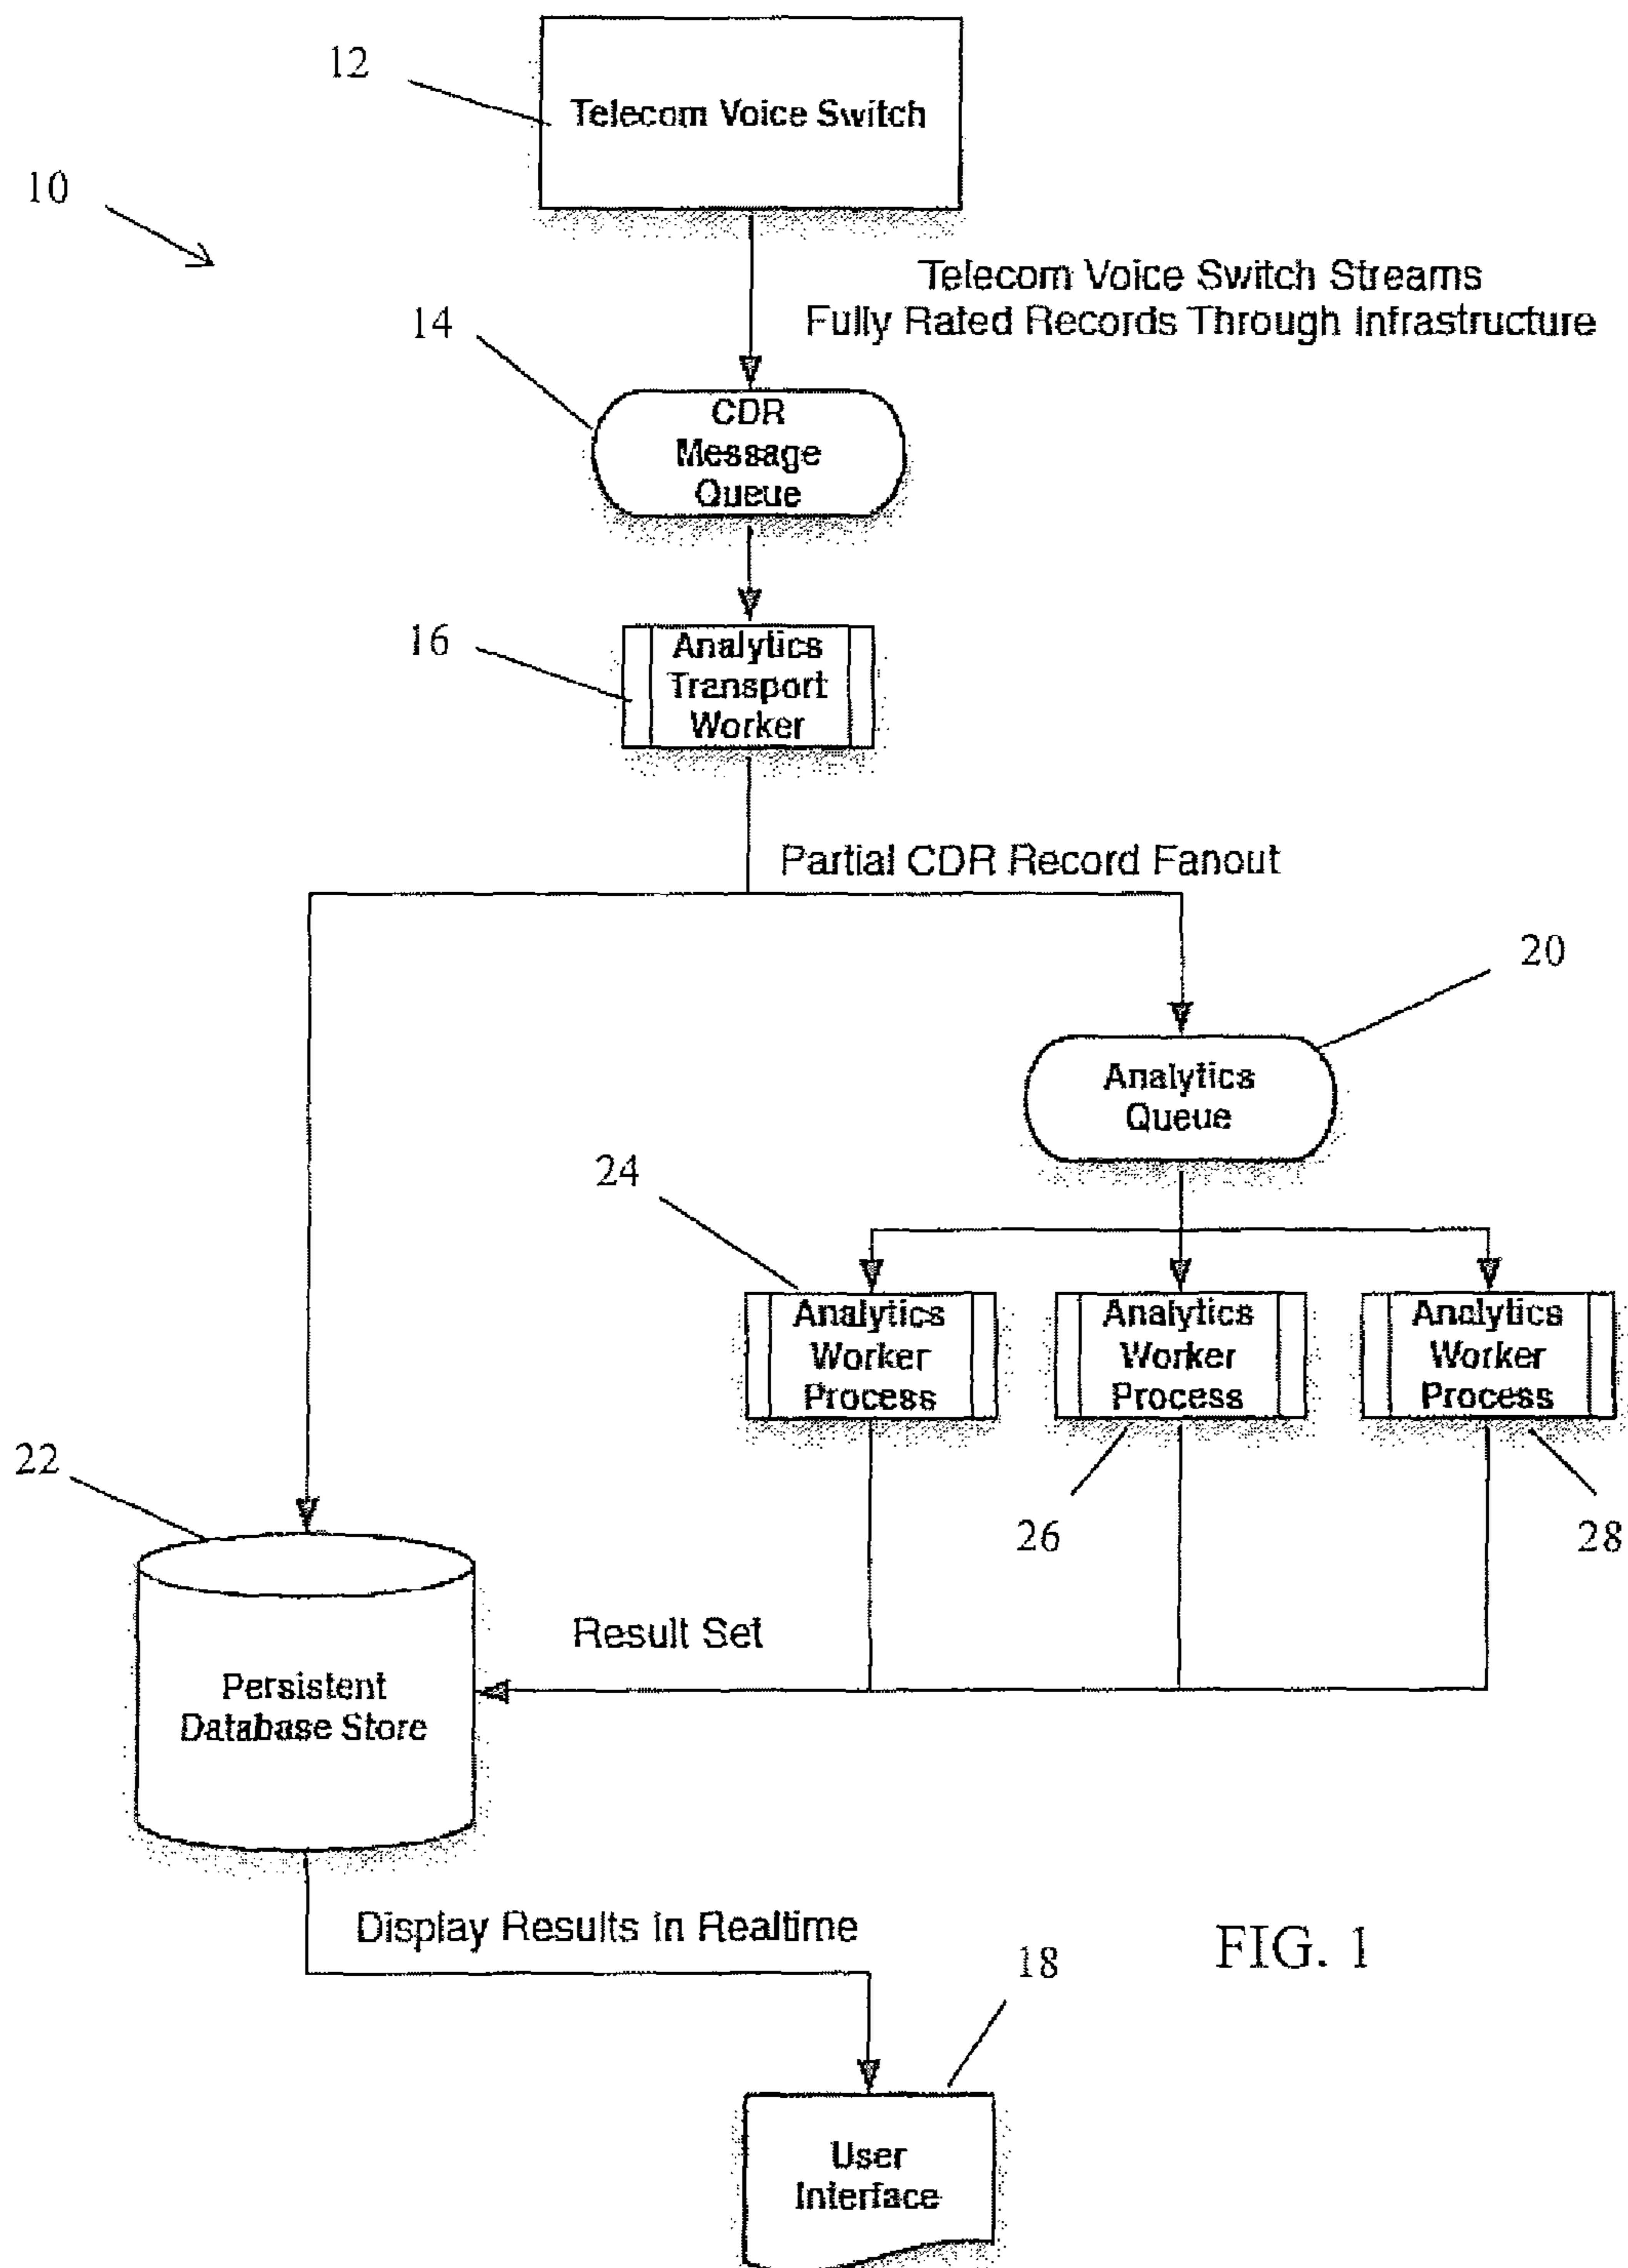 12
Telecom Voice Switch
10
Telecom Voice Switch Streams
Fully Rated Records Through Infrastructure
14
CDR
Message
Queue
16
Analytics
Transport
Worker
Partial CDR Record Fanout
20
Analytics
Queue
24
Analytics
Worker
Process
Analytics
Worker
Process
Analytics
Worker
Process
22
26
28
Result Set
Persistent
Database Store
Display Results in Realtime
18
FIG. 1
User
Interface